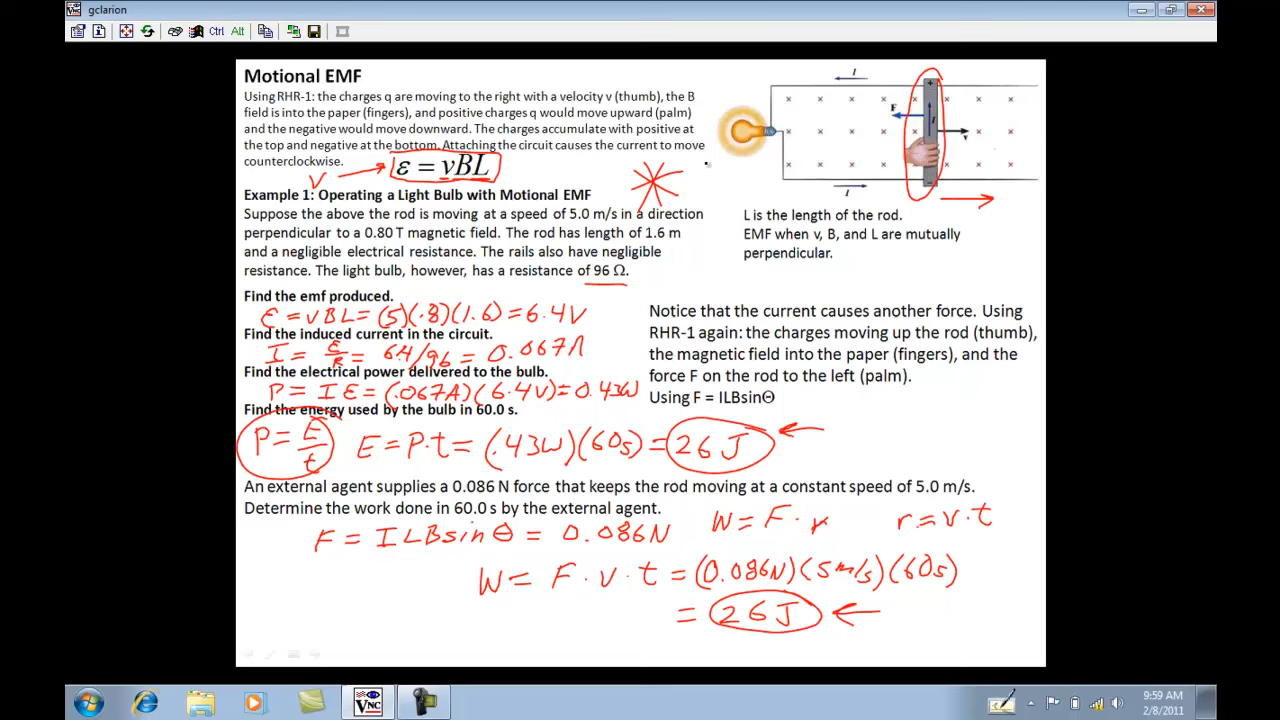 gclarion
Ctrl Alt
Motional EMF
Using RHR-1: the charges q are moving to the right with a velocity v (thumb), the B
field is into the paper (fingers), and positive charges q would move upward (palm)
and the negative would move downward. The charges accumulate with positive at
the top and negative at the bottom. Attaching the circuit causes the current to move
counterclockwise.
V → ε = vBL
I
F
I
v
I
+
−
L is the length of the rod.
EMF when v, B, and L are mutually
perpendicular.
Example 1: Operating a Light Bulb with Motional EMF
Suppose the above the rod is moving at a speed of 5.0 m/s in a direction
perpendicular to a 0.80 T magnetic field. The rod has length of 1.6 m
and a negligible electrical resistance. The rails also have negligible
resistance. The light bulb, however, has a resistance of 96 Ω.
Find the emf produced.
ε = vBL = (5)(.8)(1.6) = 6.4V
Find the induced current in the circuit.
I = ε/R = 6.4/96 = 0.067A
Find the electrical power delivered to the bulb.
P = Iε = (.067A)(6.4V) = 0.43W
Find the energy used by the bulb in 60.0 s.
P = E/t E = P·t = (.43W)(60s) = 26 J
Notice that the current causes another force. Using
RHR-1 again: the charges moving up the rod (thumb),
the magnetic field into the paper (fingers), and the
force F on the rod to the left (palm).
Using F = ILBsinΘ
An external agent supplies a 0.086 N force that keeps the rod moving at a constant speed of 5.0 m/s.
Determine the work done in 60.0 s by the external agent.
F = ILBsinθ = 0.086N W = F·r r = v·t
W = F·v·t = (0.086N)(5m/s)(60s)
= 26 J
VNC
9:59 AM
2/8/2011